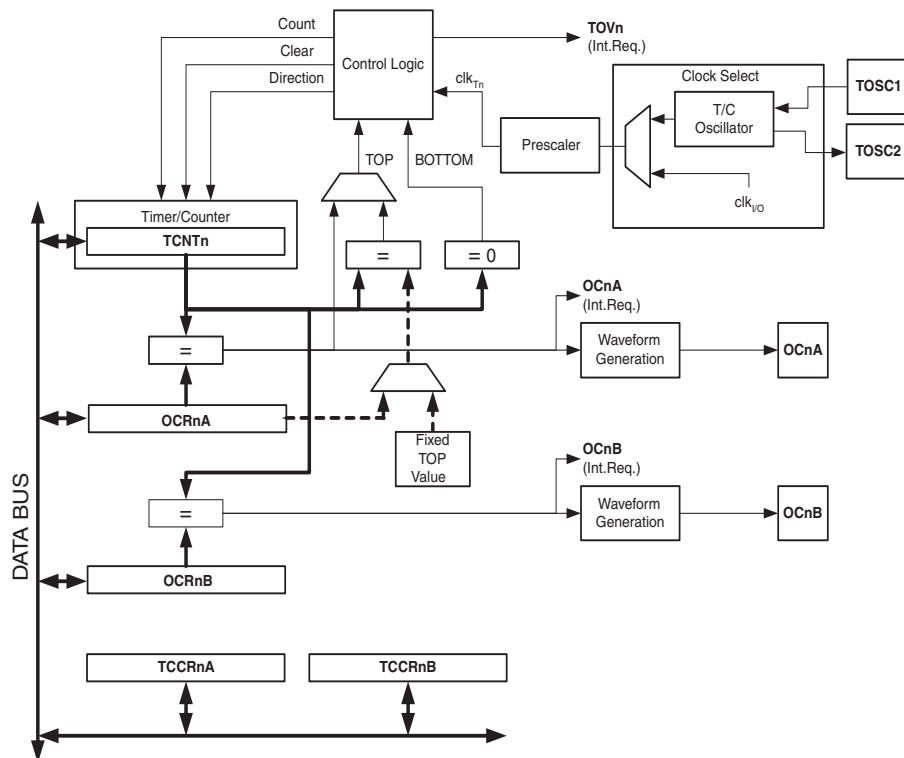 Count
Clear
Direction
Control Logic
TOVn
(Int.Req.)
clkTn
Clock Select
T/C
Oscillator
TOSC1
TOSC2
Prescaler
clkI/O
TOP
BOTTOM
Timer/Counter
TCNTn
=
= 0
OCnA
(Int.Req.)
=
Waveform
Generation
OCnA
OCRnA
Fixed
TOP
Value
OCnB
(Int.Req.)
=
Waveform
Generation
OCnB
OCRnB
DATA BUS
TCCRnA
TCCRnB